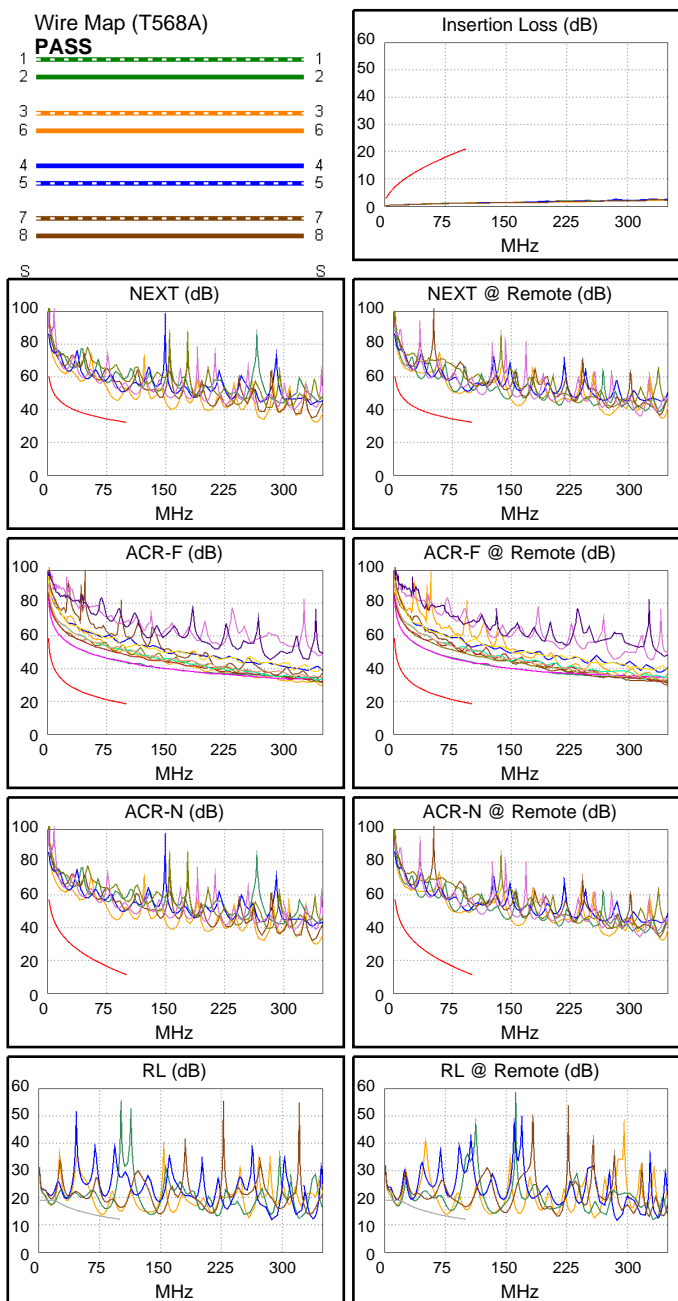 Wire Map (T568A)
PASS
1 1
2 2
3 3
6 6
4 4
5 5
7 7
8 8
S S
Insertion Loss (dB)
60
50
40
30
20
10
0
0 75 150 225 300
MHz
NEXT (dB)
100
80
60
40
20
0
0 75 150 225 300
MHz
NEXT @ Remote (dB)
100
80
60
40
20
0
0 75 150 225 300
MHz
ACR-F (dB)
100
80
60
40
20
0
0 75 150 225 300
MHz
ACR-F @ Remote (dB)
100
80
60
40
20
0
0 75 150 225 300
MHz
ACR-N (dB)
100
80
60
40
20
0
0 75 150 225 300
MHz
ACR-N @ Remote (dB)
100
80
60
40
20
0
0 75 150 225 300
MHz
RL (dB)
60
50
40
30
20
10
0
0 75 150 225 300
MHz
RL @ Remote (dB)
60
50
40
30
20
10
0
0 75 150 225 300
MHz